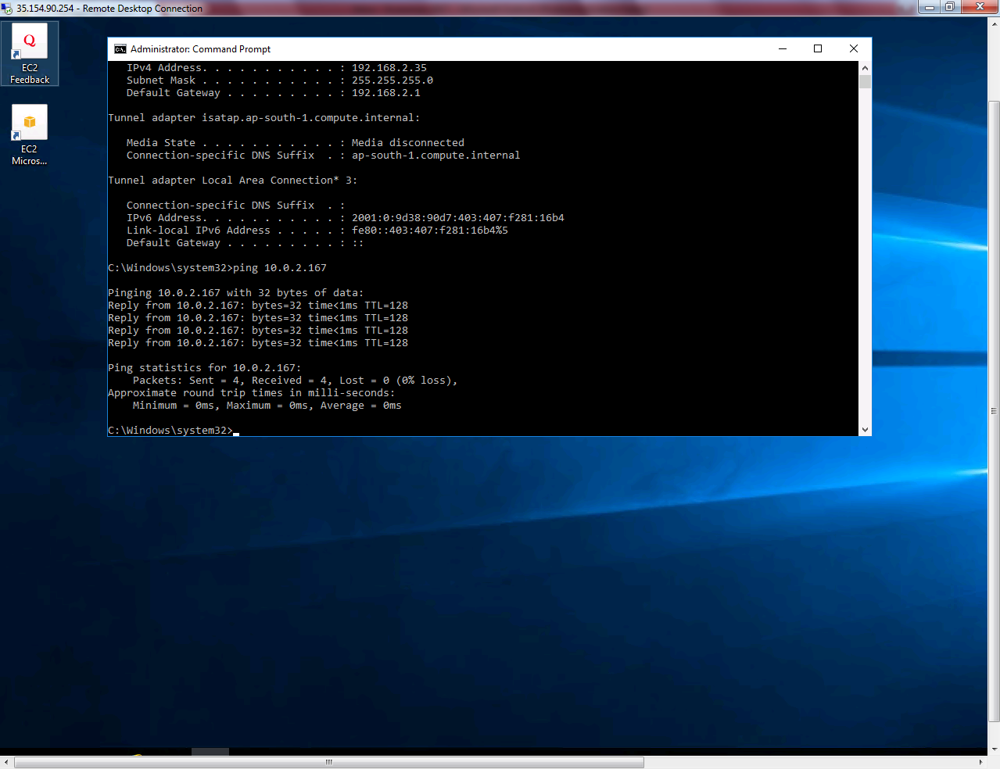 35.154.90.254 - Remote Desktop Connection
EC2
Feedback
EC2
Micros...
Administrator: Command Prompt
IPv4 Address. . . . . . . . . . . : 192.168.2.35
Subnet Mask . . . . . . . . . . . : 255.255.255.0
Default Gateway . . . . . . . . . : 192.168.2.1
Tunnel adapter isatap.ap-south-1.compute.internal:
Media State . . . . . . . . . . . : Media disconnected
Connection-specific DNS Suffix  . : ap-south-1.compute.internal
Tunnel adapter Local Area Connection* 3:
Connection-specific DNS Suffix  . :
IPv6 Address. . . . . . . . . . . : 2001:0:9d38:90d7:403:407:f281:16b4
Link-local IPv6 Address . . . . . : fe80::403:407:f281:16b4%5
Default Gateway . . . . . . . . . : ::
C:\Windows\system32>ping 10.0.2.167
Pinging 10.0.2.167 with 32 bytes of data:
Reply from 10.0.2.167: bytes=32 time<1ms TTL=128
Reply from 10.0.2.167: bytes=32 time<1ms TTL=128
Reply from 10.0.2.167: bytes=32 time<1ms TTL=128
Reply from 10.0.2.167: bytes=32 time<1ms TTL=128
Ping statistics for 10.0.2.167:
Packets: Sent = 4, Received = 4, Lost = 0 (0% loss),
Approximate round trip times in milli-seconds:
Minimum = 0ms, Maximum = 0ms, Average = 0ms
C:\Windows\system32>